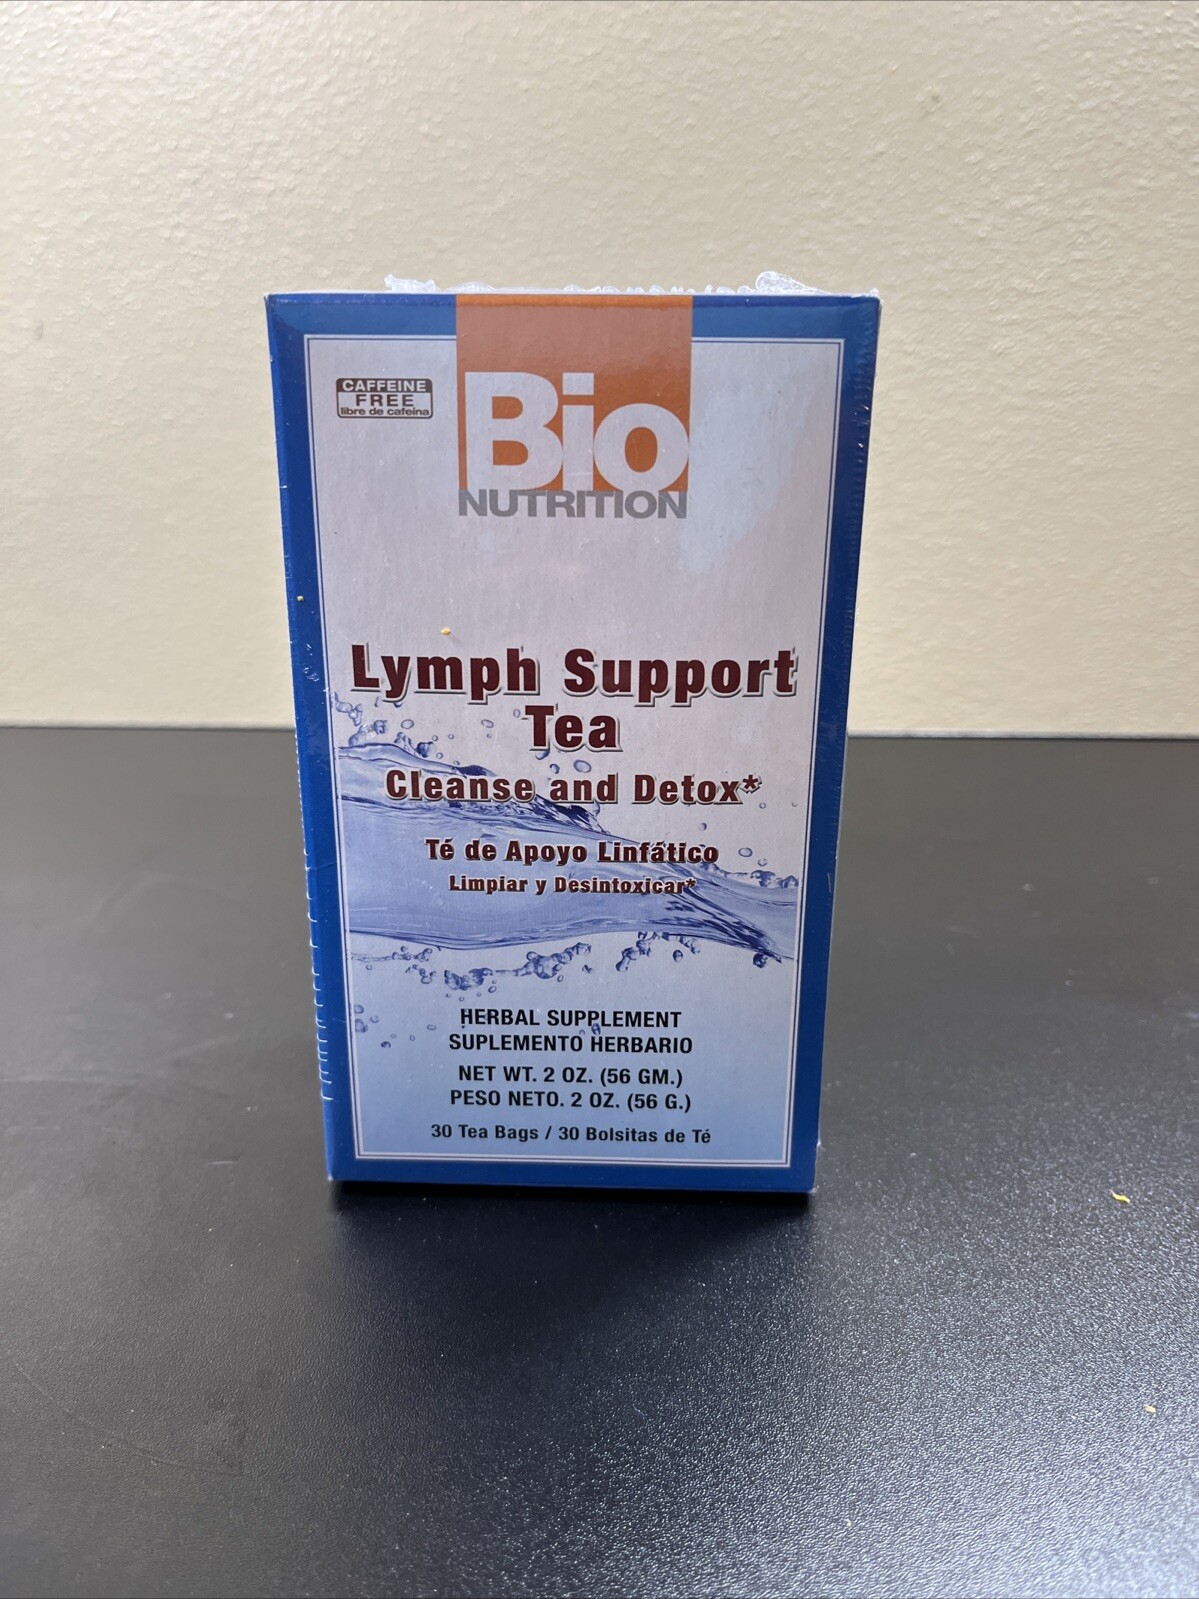 CAFFEINE
FREE
libre de cafeína
Bio
NUTRITION
Lymph Support
Tea
Cleanse and Detox*
Té de Apoyo Linfático
Limpiar y Desintoxicar*
HERBAL SUPPLEMENT
SUPLEMENTO HERBARIO
NET WT. 2 OZ. (56 GM.)
PESO NETO. 2 OZ. (56 G.)
30 Tea Bags / 30 Bolsitas de Té